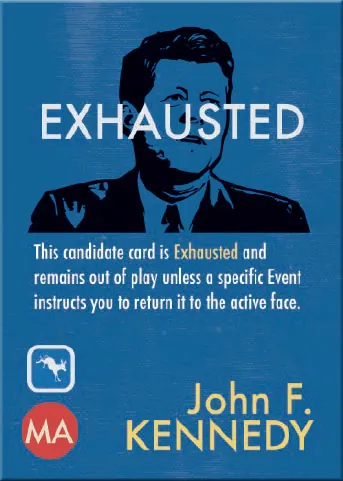 EXHAUSTED
This candidate card is Exhausted and
remains out of play unless a specific Event
instructs you to return it to the active face.
MA
John F.
KENNEDY